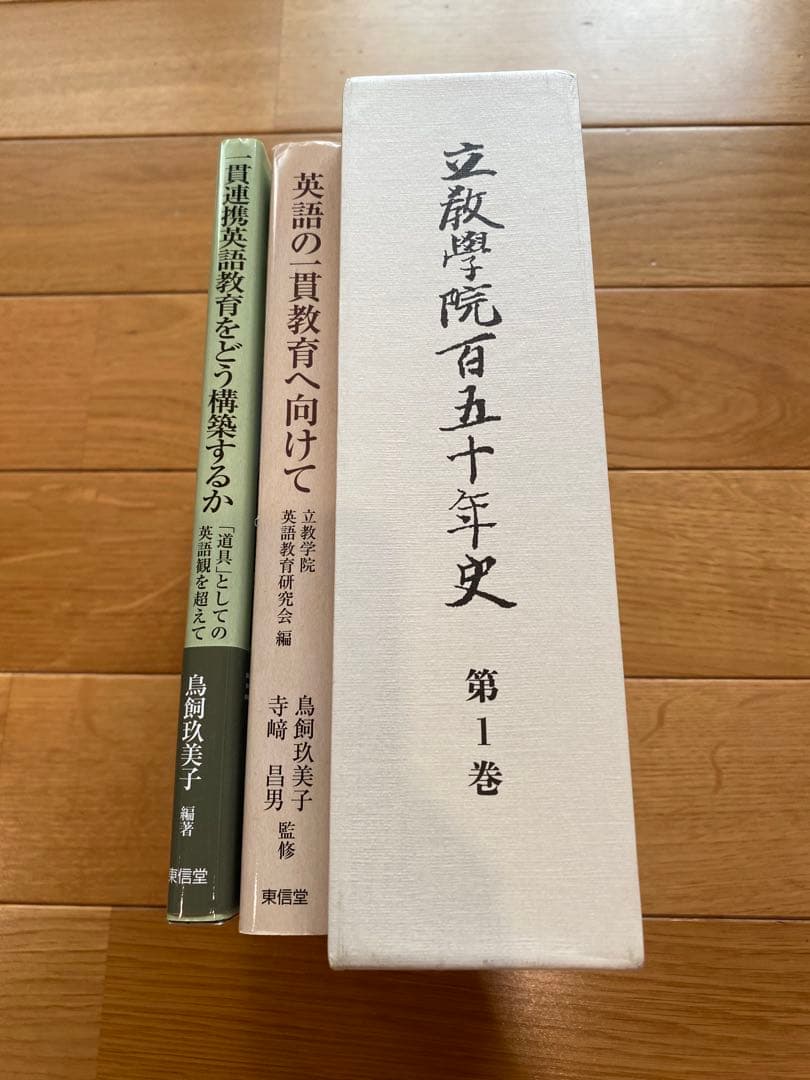 立教學院百五十年史
第1巻
英語の一貫教育へ向けて
立教学院
英語教育研究会 編
鳥飼玖美子
寺﨑 昌男
監修
東信堂
一貫連携英語教育をどう構築するか
「道具」としての
英語観を超えて
鳥飼玖美子
編著
東信堂